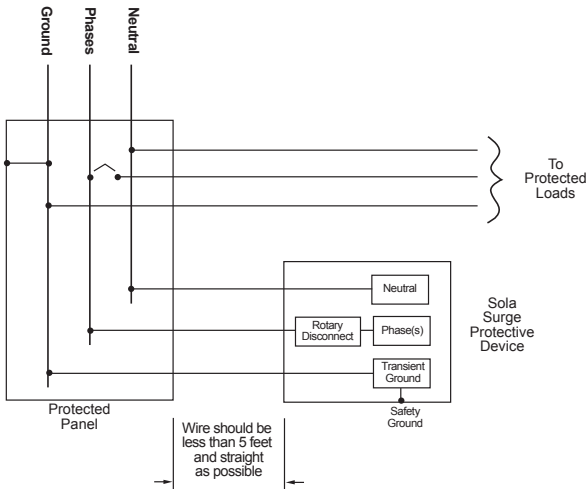 Ground
Phases
Neutral
To
Protected
Loads
Neutral
Rotary
Disconnect
Phase(s)
Transient
Ground
Safety
Ground
Sola
Surge
Protective
Device
Protected
Panel
Wire should be
less than 5 feet
and straight
as possible